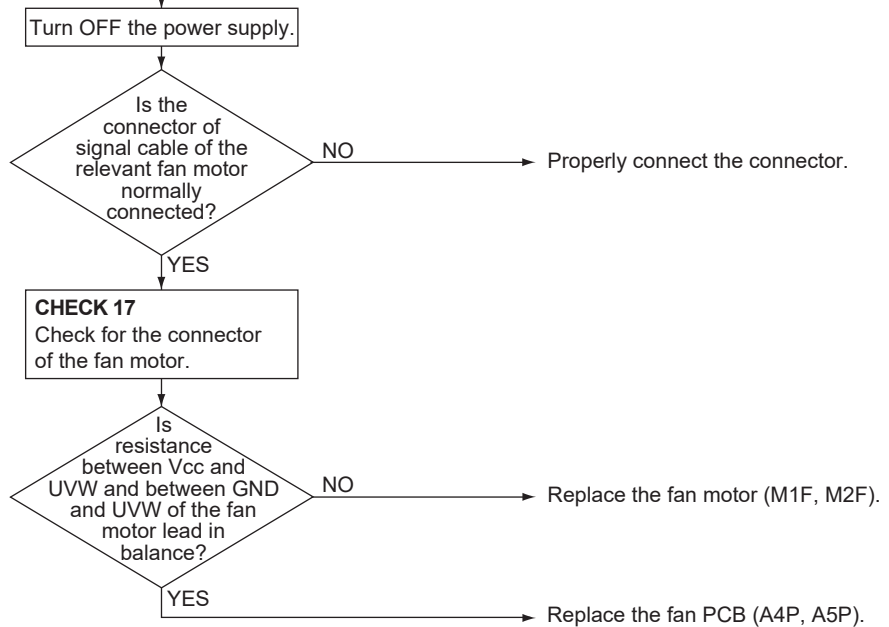 Turn OFF the power supply.
Is the
connector of
signal cable of the
relevant fan motor
normally
connected?
NO
Properly connect the connector.
YES
CHECK 17
Check for the connector
of the fan motor.
Is
resistance
between Vcc and
UVW and between GND
and UVW of the fan
motor lead in
balance?
NO
Replace the fan motor (M1F, M2F).
YES
Replace the fan PCB (A4P, A5P).